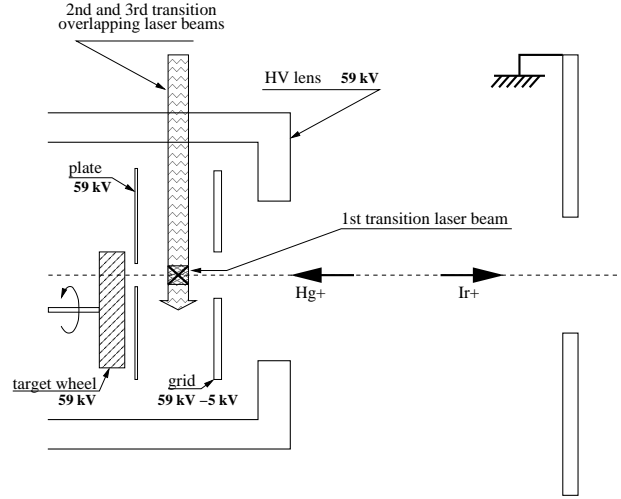 2nd and 3rd transition
overlapping laser beams
HV lens 59 kV
plate
59 kV
1st transition laser beam
Hg+
Ir+
target wheel
59 kV
grid
59 kV –5 kV